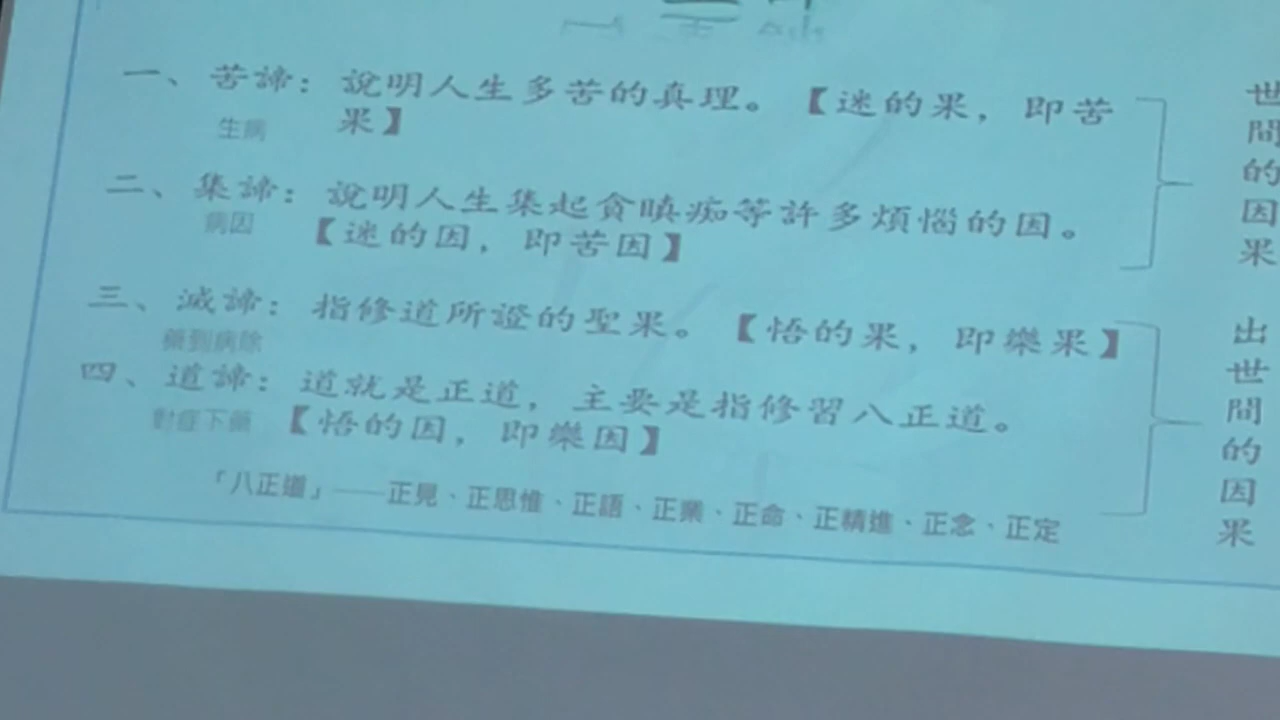 一、苦諦：說明人生多苦的真理。【迷的果，即苦
果】
生病
二、集諦：說明人生集起貪瞋痴等許多煩惱的因。
病因
【迷的因，即苦因】
世間的因果
三、滅諦：指修道所證的聖果。【悟的果，即樂果】
藥到病除
四、道諦：道就是正道，主要是指修習八正道。
對症下藥
【悟的因，即樂因】
「八正道」——正見、正思惟、正語、正業、正命、正精進、正念、正定
出世間的因果